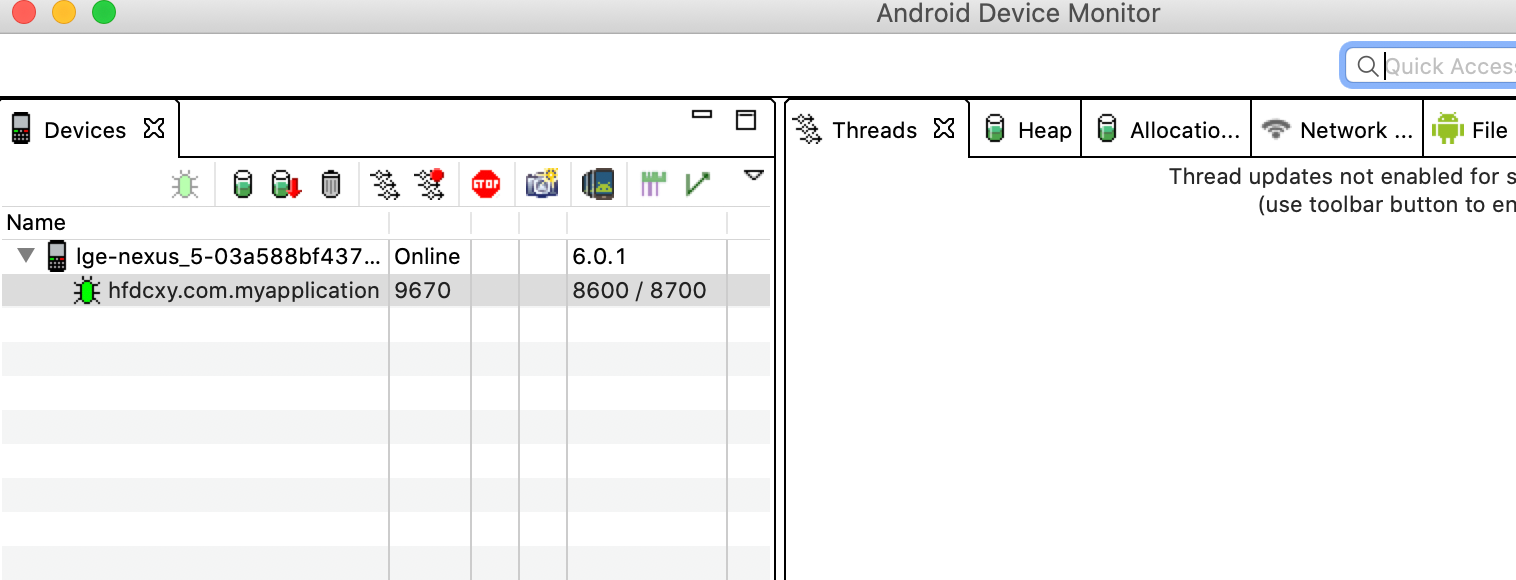 Android Device Monitor
Quick Access
Devices
Threads
Heap
Allocatio...
Network ...
File
STOP
Thread updates not enabled for s
(use toolbar button to en
Name
lge-nexus_5-03a588bf437... Online 6.0.1
hfdcxy.com.myapplication 9670 8600 / 8700